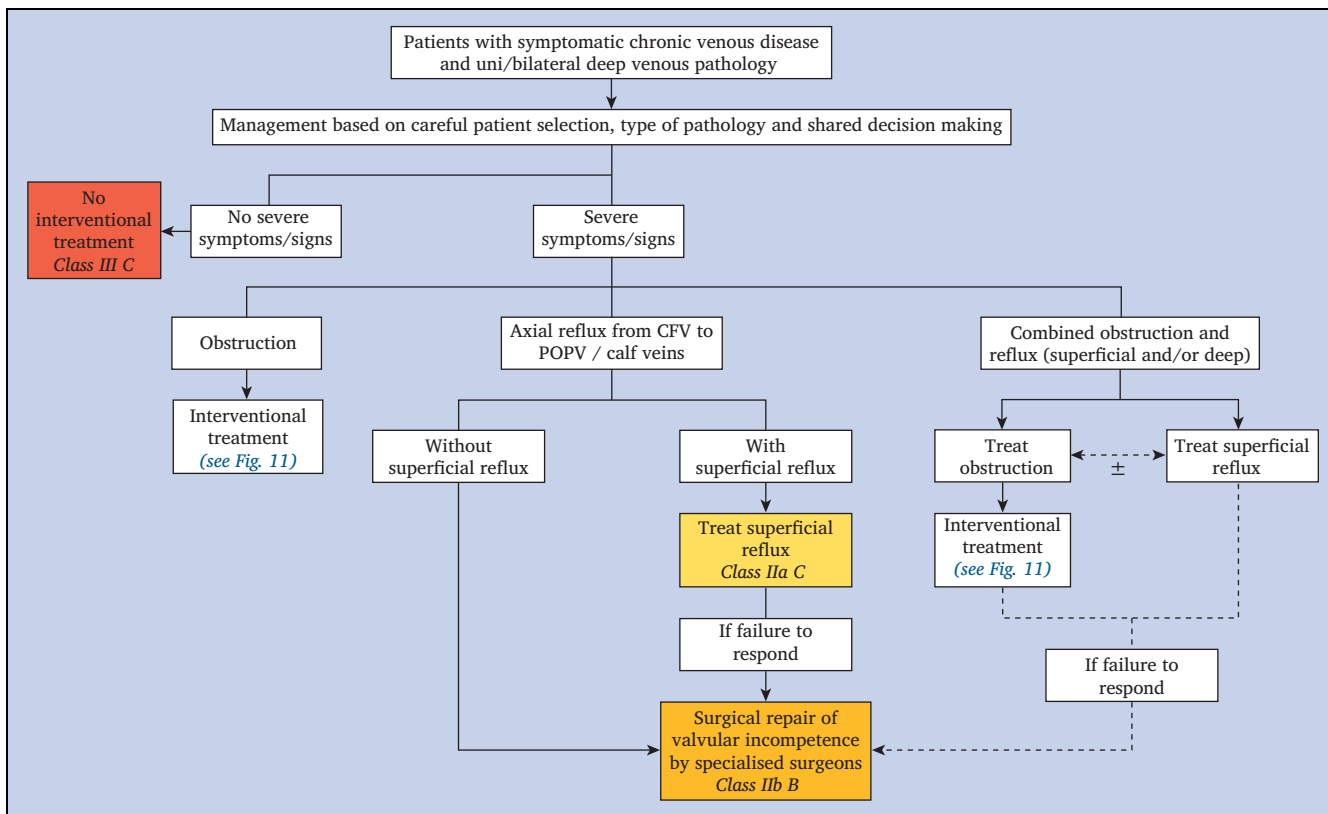 Patients with symptomatic chronic venous disease
and uni/bilateral deep venous pathology
Management based on careful patient selection, type of pathology and shared decision making
No
interventional
treatment
Class III C
No severe
symptoms/signs
Severe
symptoms/signs
Obstruction
Axial reflux from CFV to
POPV / calf veins
Combined obstruction and
reflux (superficial and/or deep)
Interventional
treatment
(see Fig. 11)
Without
superficial reflux
With
superficial reflux
Treat
obstruction
±
Treat superficial
reflux
Treat superficial
reflux
Class IIa C
Interventional
treatment
(see Fig. 11)
If failure to
respond
If failure to
respond
Surgical repair of
valvular incompetence
by specialised surgeons
Class IIb B